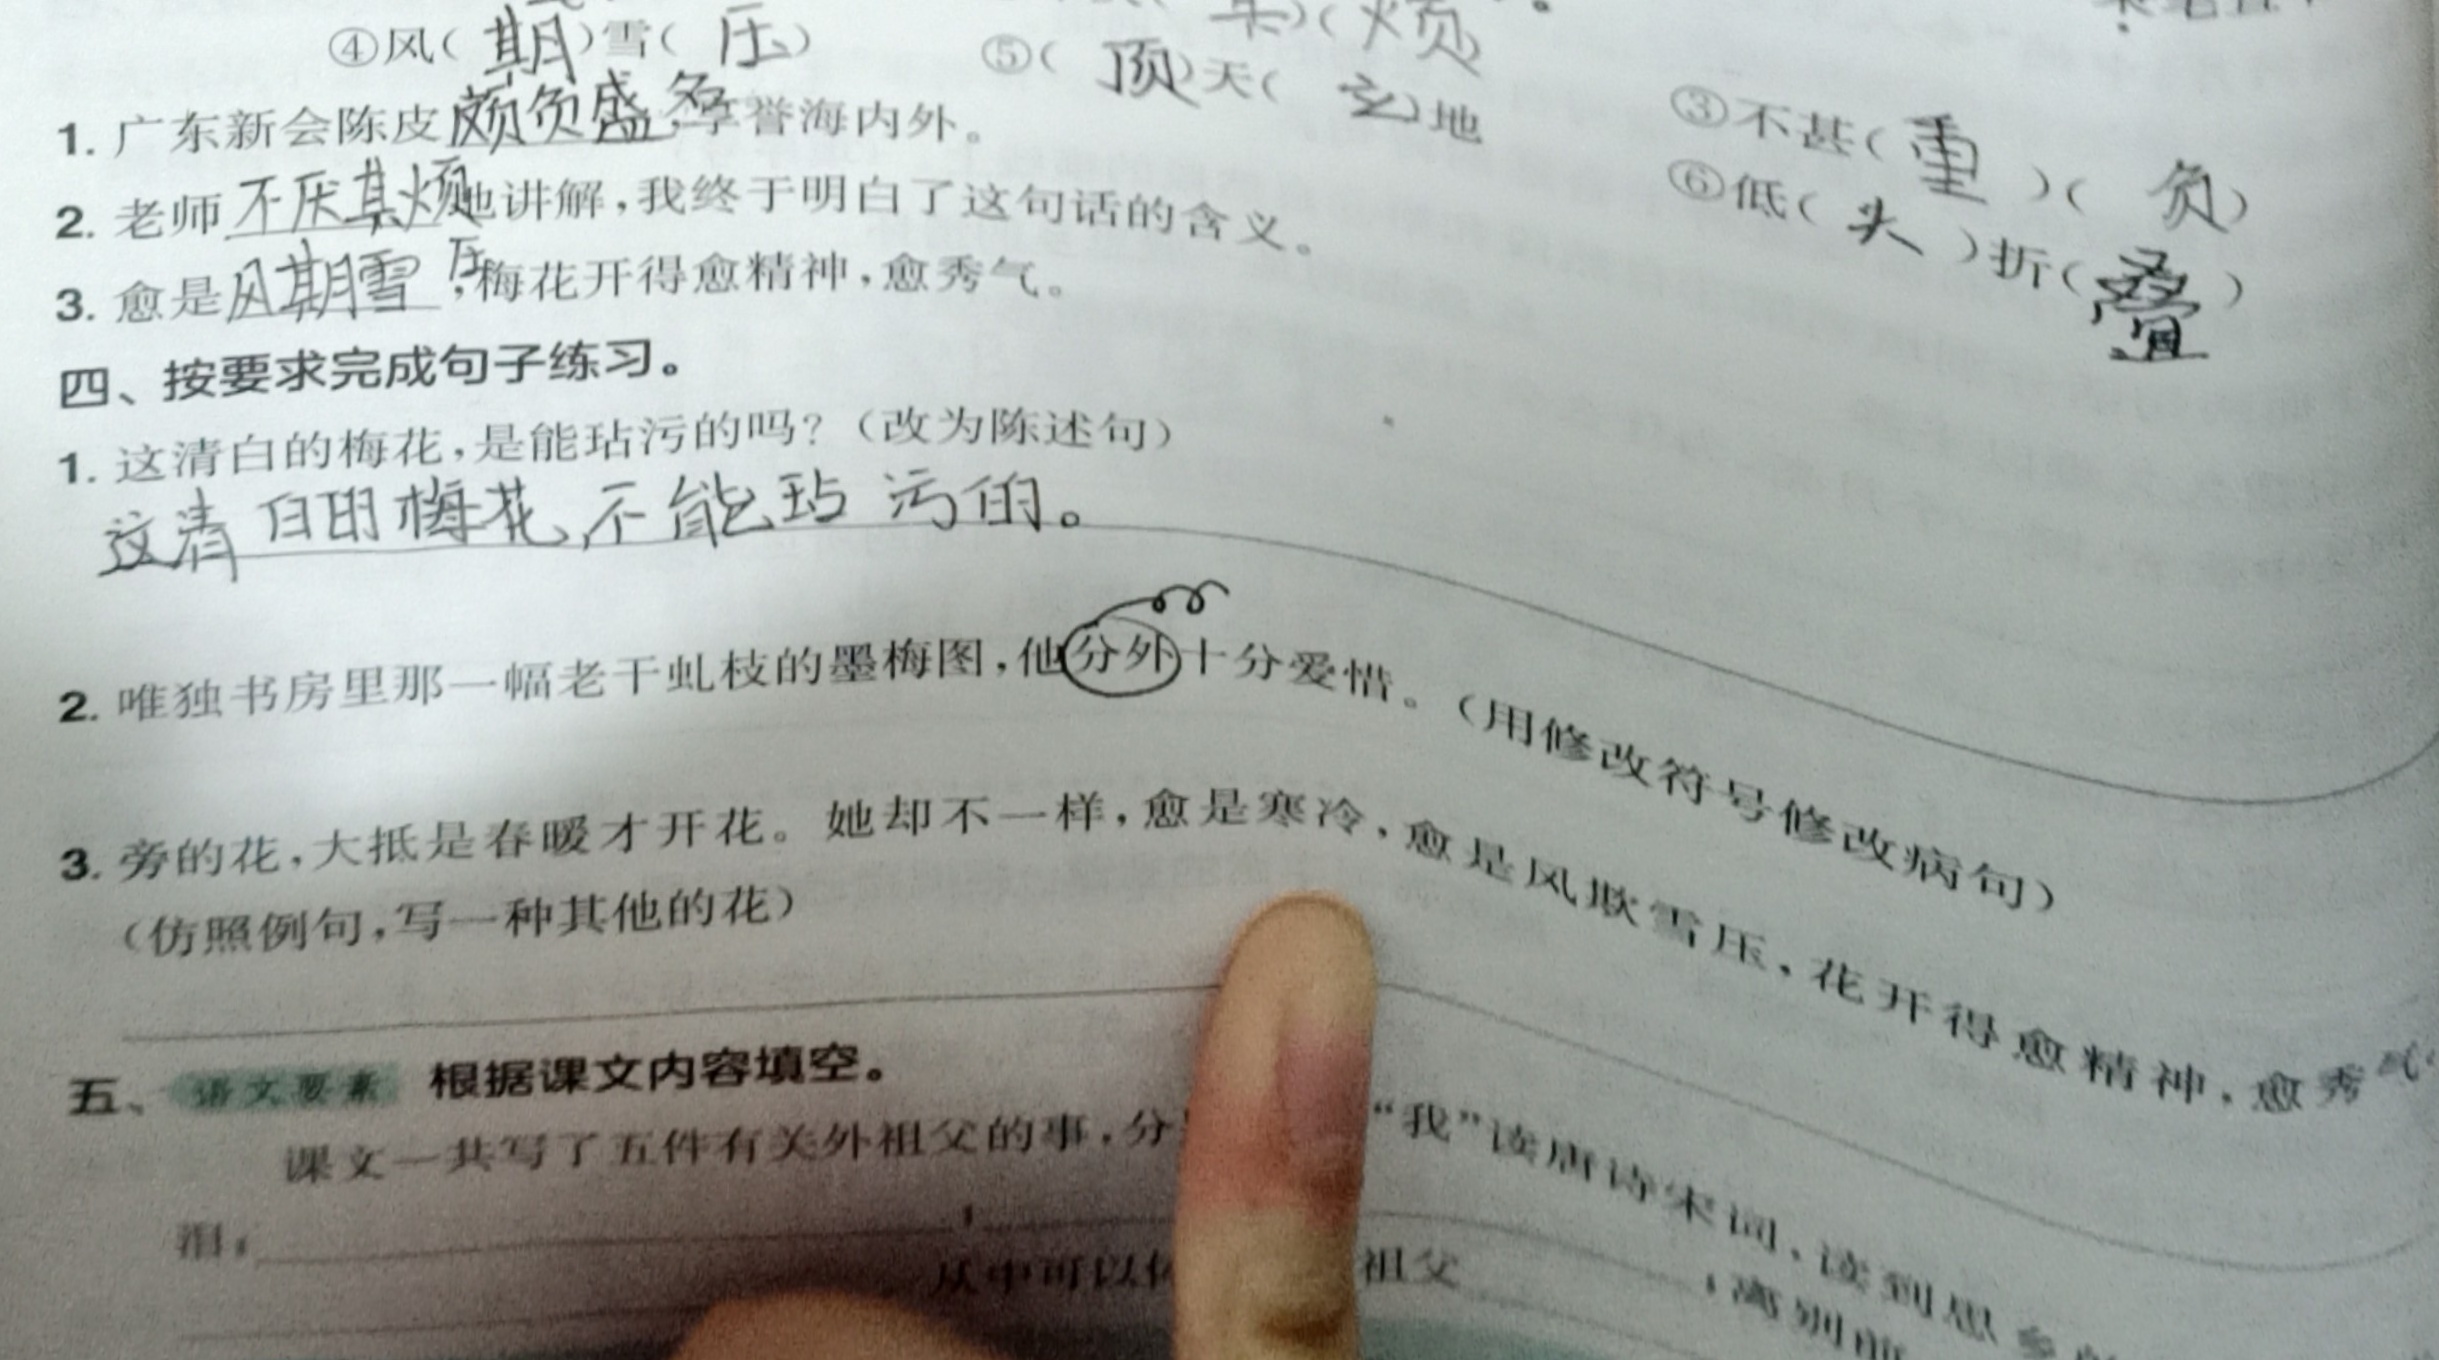 ④风(期)雪(压)
⑤(顶)天(立)地
③不甚(重)(负)
⑥低(头)折(叠)
1. 广东新会陈皮颇负盛名,享誉海内外。
2. 老师不厌其烦地讲解,我终于明白了这句话的含义。
3. 愈是风期雪压,梅花开得愈精神,愈秀气。
四、按要求完成句子练习。
1. 这清白的梅花,是能玷污的吗?(改为陈述句)
这清白的梅花,不能玷污的。
2. 唯独书房里那一幅老干虬枝的墨梅图,他分外十分爱惜。(用修改符号修改病句)
3. 旁的花,大抵是春暖才开花。她却不一样,愈是寒冷,愈是风欺雪压,花开得愈精神,愈秀气
(仿照例句,写一种其他的花)
五、语文要素 根据课文内容填空。
课文一共写了五件有关外祖父的事,分 “我”读唐诗宋词,读到思
泪; , ;离别前
从中可以 祖父